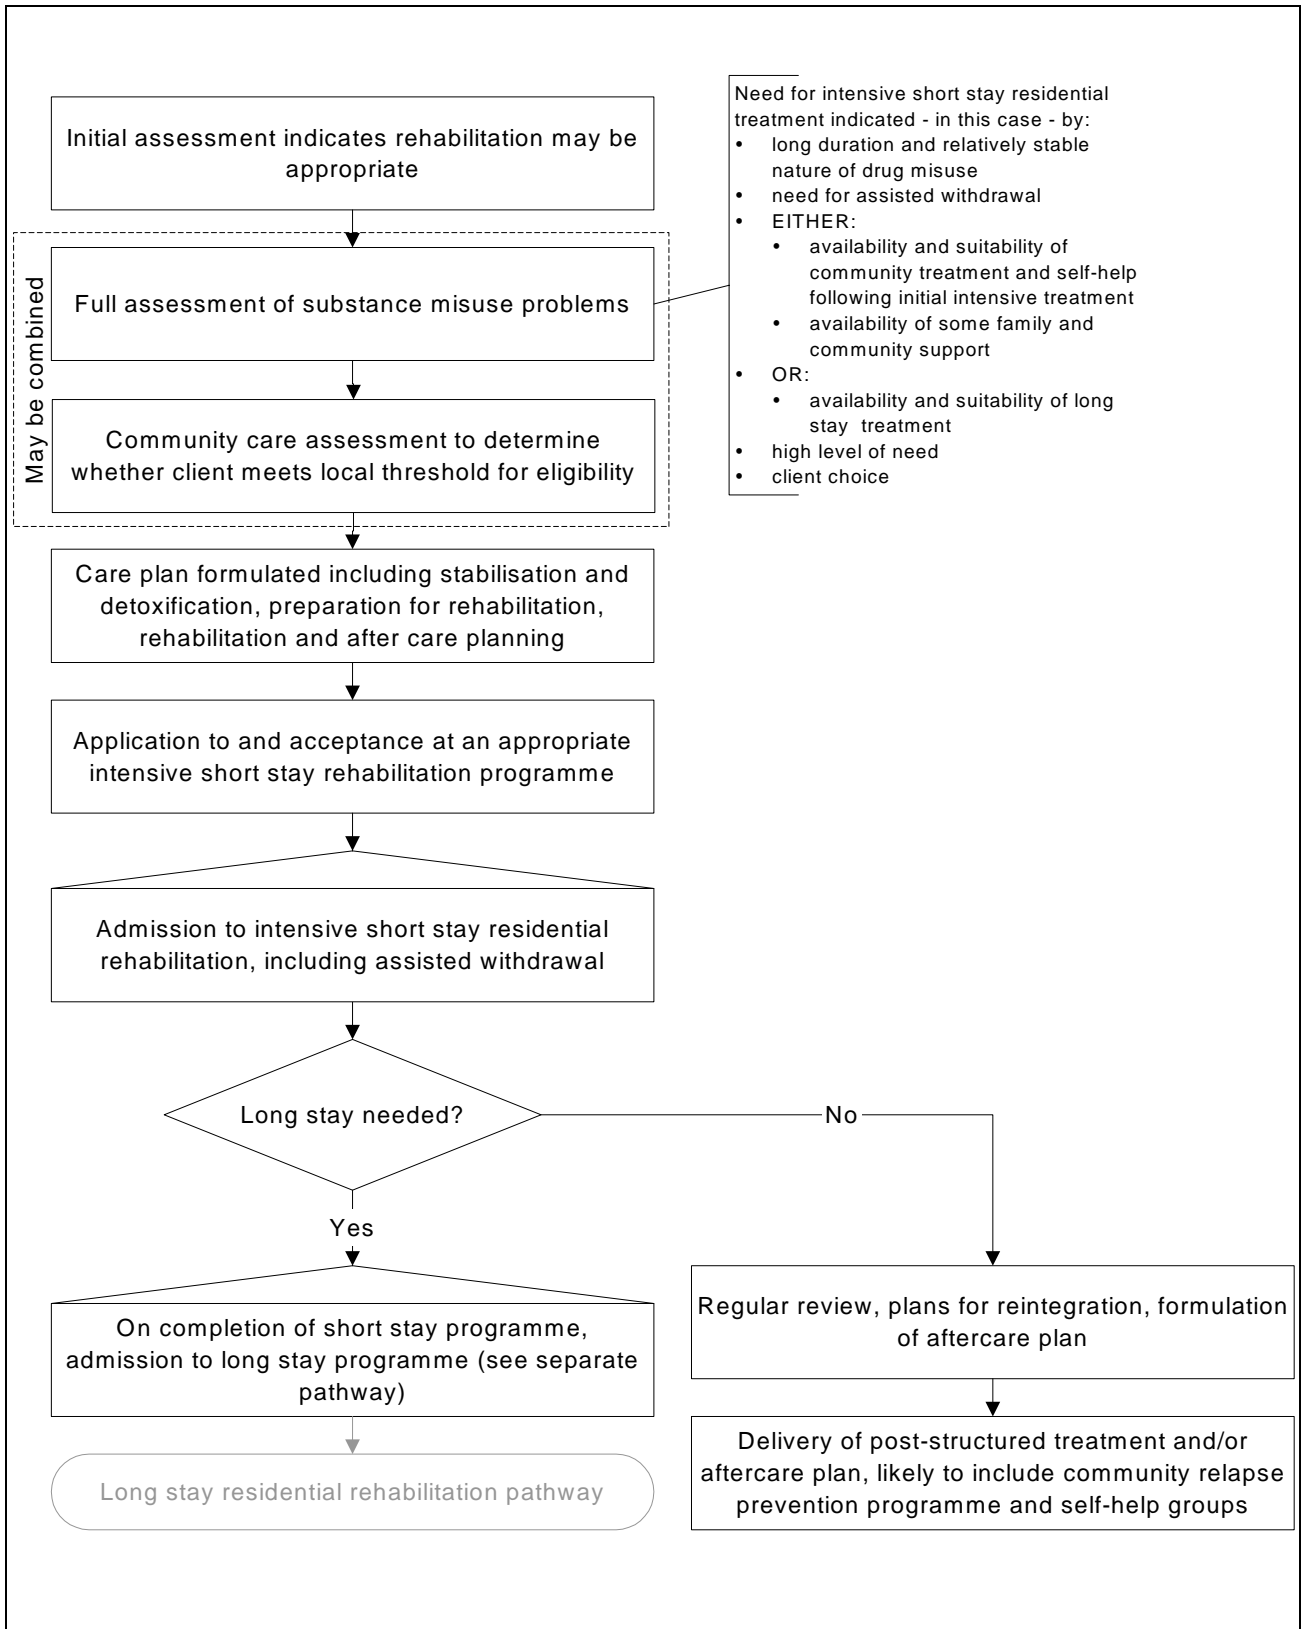 Initial assessment indicates rehabilitation may be
appropriate
May be combined
Full assessment of substance misuse problems
Community care assessment to determine
whether client meets local threshold for eligibility
Need for intensive short stay residential
treatment indicated - in this case - by:
• long duration and relatively stable
nature of drug misuse
• need for assisted withdrawal
• EITHER:
• availability and suitability of
community treatment and self-help
following initial intensive treatment
• availability of some family and
community support
• OR:
• availability and suitability of long
stay treatment
• high level of need
• client choice
Care plan formulated including stabilisation and
detoxification, preparation for rehabilitation,
rehabilitation and after care planning
Application to and acceptance at an appropriate
intensive short stay rehabilitation programme
Admission to intensive short stay residential
rehabilitation, including assisted withdrawal
Long stay needed?
No
Yes
On completion of short stay programme,
admission to long stay programme (see separate
pathway)
Long stay residential rehabilitation pathway
Regular review, plans for reintegration, formulation
of aftercare plan
Delivery of post-structured treatment and/or
aftercare plan, likely to include community relapse
prevention programme and self-help groups